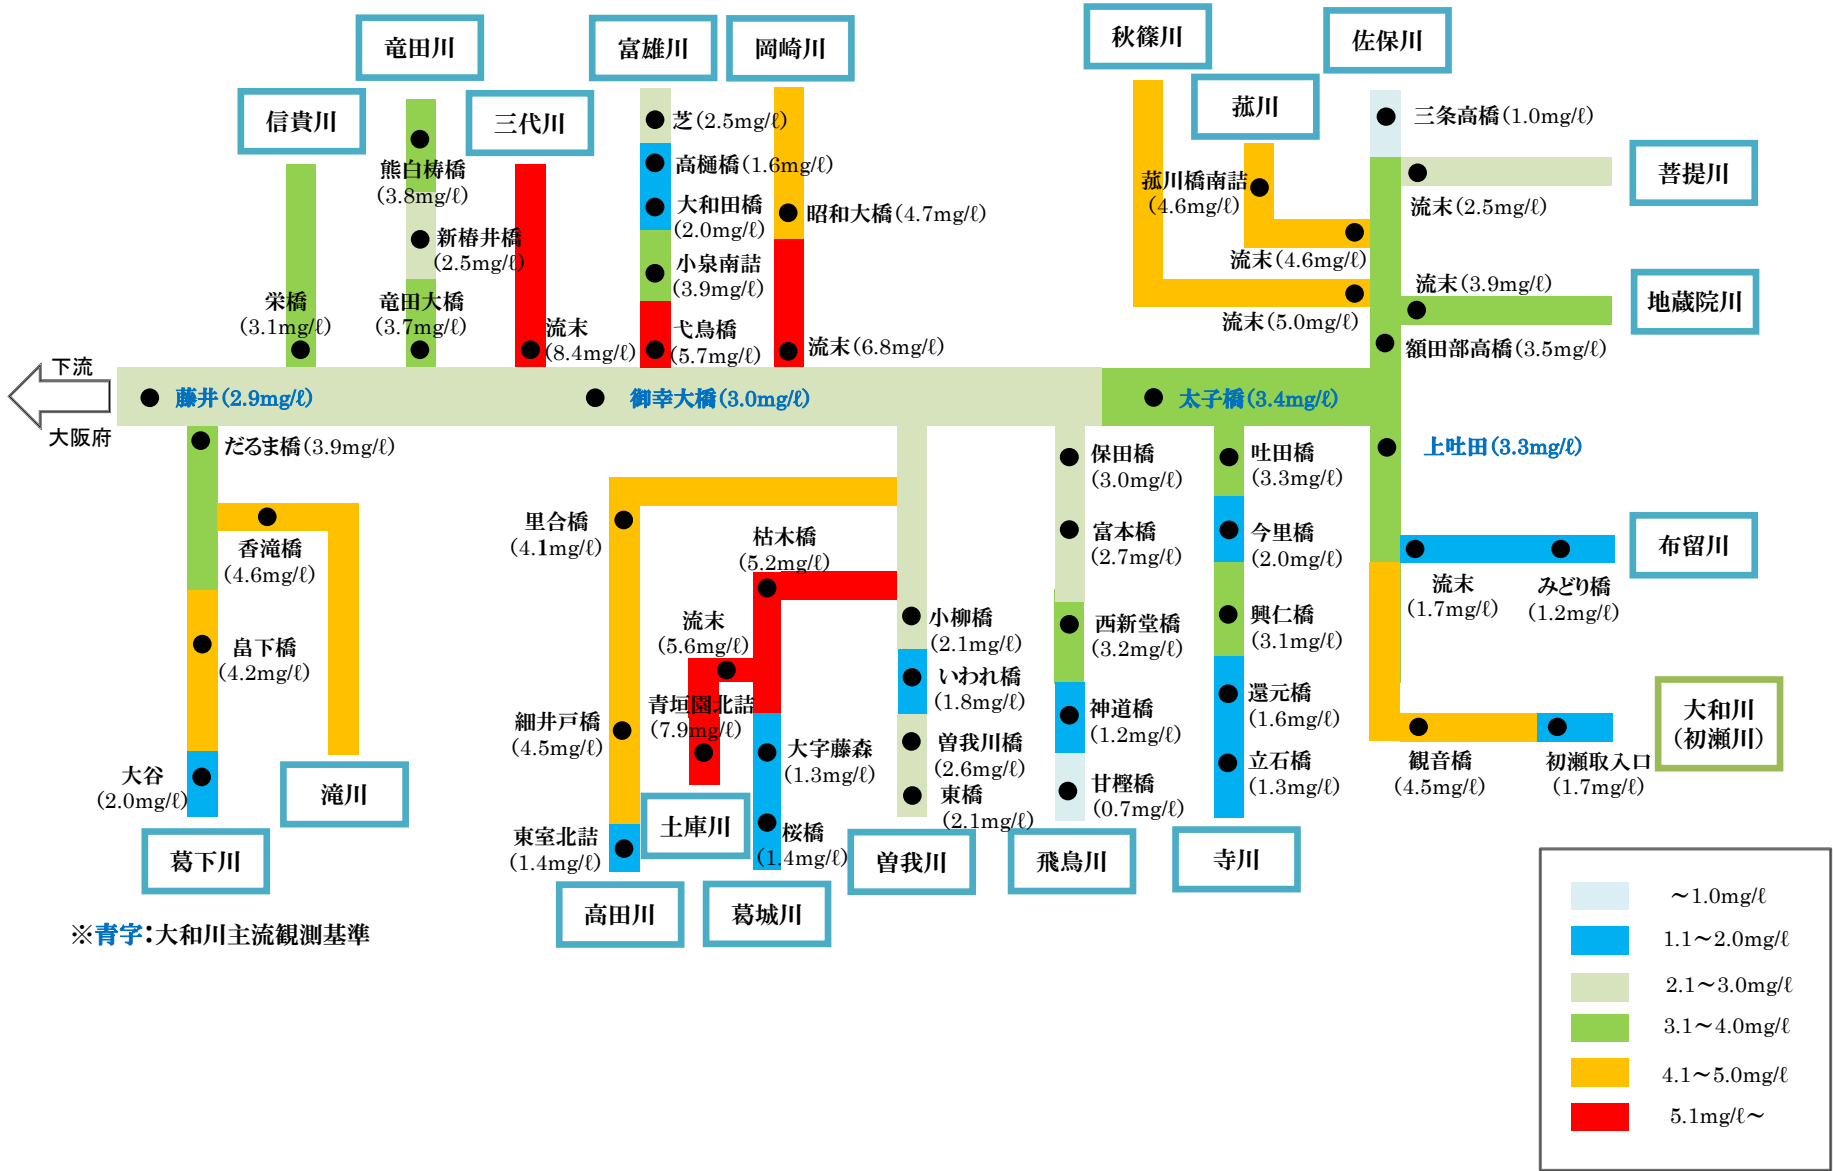 竜田川
富雄川
岡崎川
秋篠川
佐保川
信貴川
三代川
菰川
菩提川
地蔵院川
芝(2.5mg/ℓ)
高樋橋(1.6mg/ℓ)
大和田橋
(2.0mg/ℓ)
小泉南詰
(3.9mg/ℓ)
弋鳥橋
(5.7mg/ℓ)
熊白梼橋
(3.8mg/ℓ)
新椿井橋
(2.5mg/ℓ)
竜田大橋
(3.7mg/ℓ)
栄橋
(3.1mg/ℓ)
流末
(8.4mg/ℓ)
昭和大橋(4.7mg/ℓ)
流末(6.8mg/ℓ)
三条高橋(1.0mg/ℓ)
菰川橋南詰
(4.6mg/ℓ)
流末(2.5mg/ℓ)
流末(4.6mg/ℓ)
流末(3.9mg/ℓ)
流末(5.0mg/ℓ)
額田部高橋(3.5mg/ℓ)
下流
大阪府
藤井(2.9mg/ℓ)
御幸大橋(3.0mg/ℓ)
太子橋(3.4mg/ℓ)
上吐田(3.3mg/ℓ)
だるま橋(3.9mg/ℓ)
香滝橋
(4.6mg/ℓ)
畠下橋
(4.2mg/ℓ)
大谷
(2.0mg/ℓ)
滝川
葛下川
里合橋
(4.1mg/ℓ)
細井戸橋
(4.5mg/ℓ)
東室北詰
(1.4mg/ℓ)
枯木橋
(5.2mg/ℓ)
流末
(5.6mg/ℓ)
青垣園北詰
(7.9mg/ℓ)
大字藤森
(1.3mg/ℓ)
桜橋
(1.4mg/ℓ)
土庫川
高田川
葛城川
小柳橋
(2.1mg/ℓ)
いわれ橋
(1.8mg/ℓ)
曽我川橋
(2.6mg/ℓ)
東橋
(2.1mg/ℓ)
曽我川
保田橋
(3.0mg/ℓ)
富本橋
(2.7mg/ℓ)
西新堂橋
(3.2mg/ℓ)
神道橋
(1.2mg/ℓ)
甘樫橋
(0.7mg/ℓ)
飛鳥川
吐田橋
(3.3mg/ℓ)
今里橋
(2.0mg/ℓ)
興仁橋
(3.1mg/ℓ)
還元橋
(1.6mg/ℓ)
立石橋
(1.3mg/ℓ)
寺川
布留川
流末
(1.7mg/ℓ)
みどり橋
(1.2mg/ℓ)
大和川
(初瀬川)
観音橋
(4.5mg/ℓ)
初瀬取入口
(1.7mg/ℓ)
※青字：大和川主流観測基準
～1.0mg/ℓ
1.1～2.0mg/ℓ
2.1～3.0mg/ℓ
3.1～4.0mg/ℓ
4.1～5.0mg/ℓ
5.1mg/ℓ～